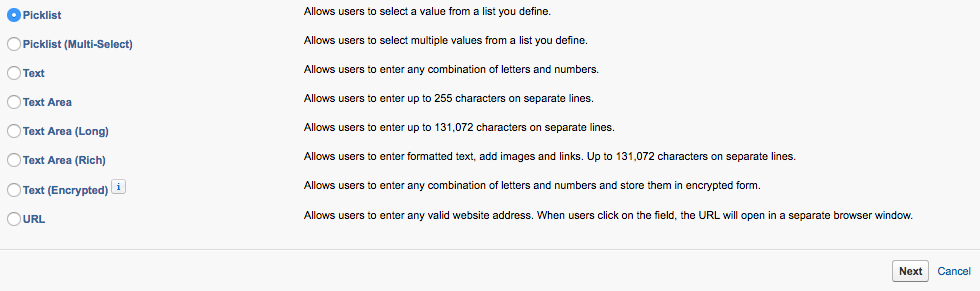 Picklist Allows users to select a value from a list you define.
Picklist (Multi-Select) Allows users to select multiple values from a list you define.
Text Allows users to enter any combination of letters and numbers.
Text Area Allows users to enter up to 255 characters on separate lines.
Text Area (Long) Allows users to enter up to 131,072 characters on separate lines.
Text Area (Rich) Allows users to enter formatted text, add images and links. Up to 131,072 characters on separate lines.
Text (Encrypted) i Allows users to enter any combination of letters and numbers and store them in encrypted form.
URL Allows users to enter any valid website address. When users click on the field, the URL will open in a separate browser window.
Next Cancel